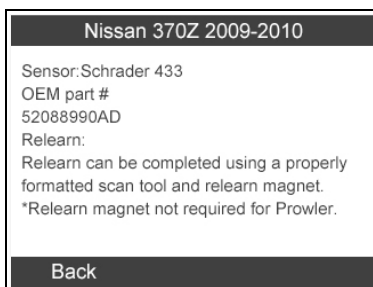 Nissan 370Z 2009-2010
Sensor:Schrader 433
OEM part #
52088990AD
Relearn:
Relearn can be completed using a properly
formatted scan tool and relearn magnet.
*Relearn magnet not required for Prowler.
Back